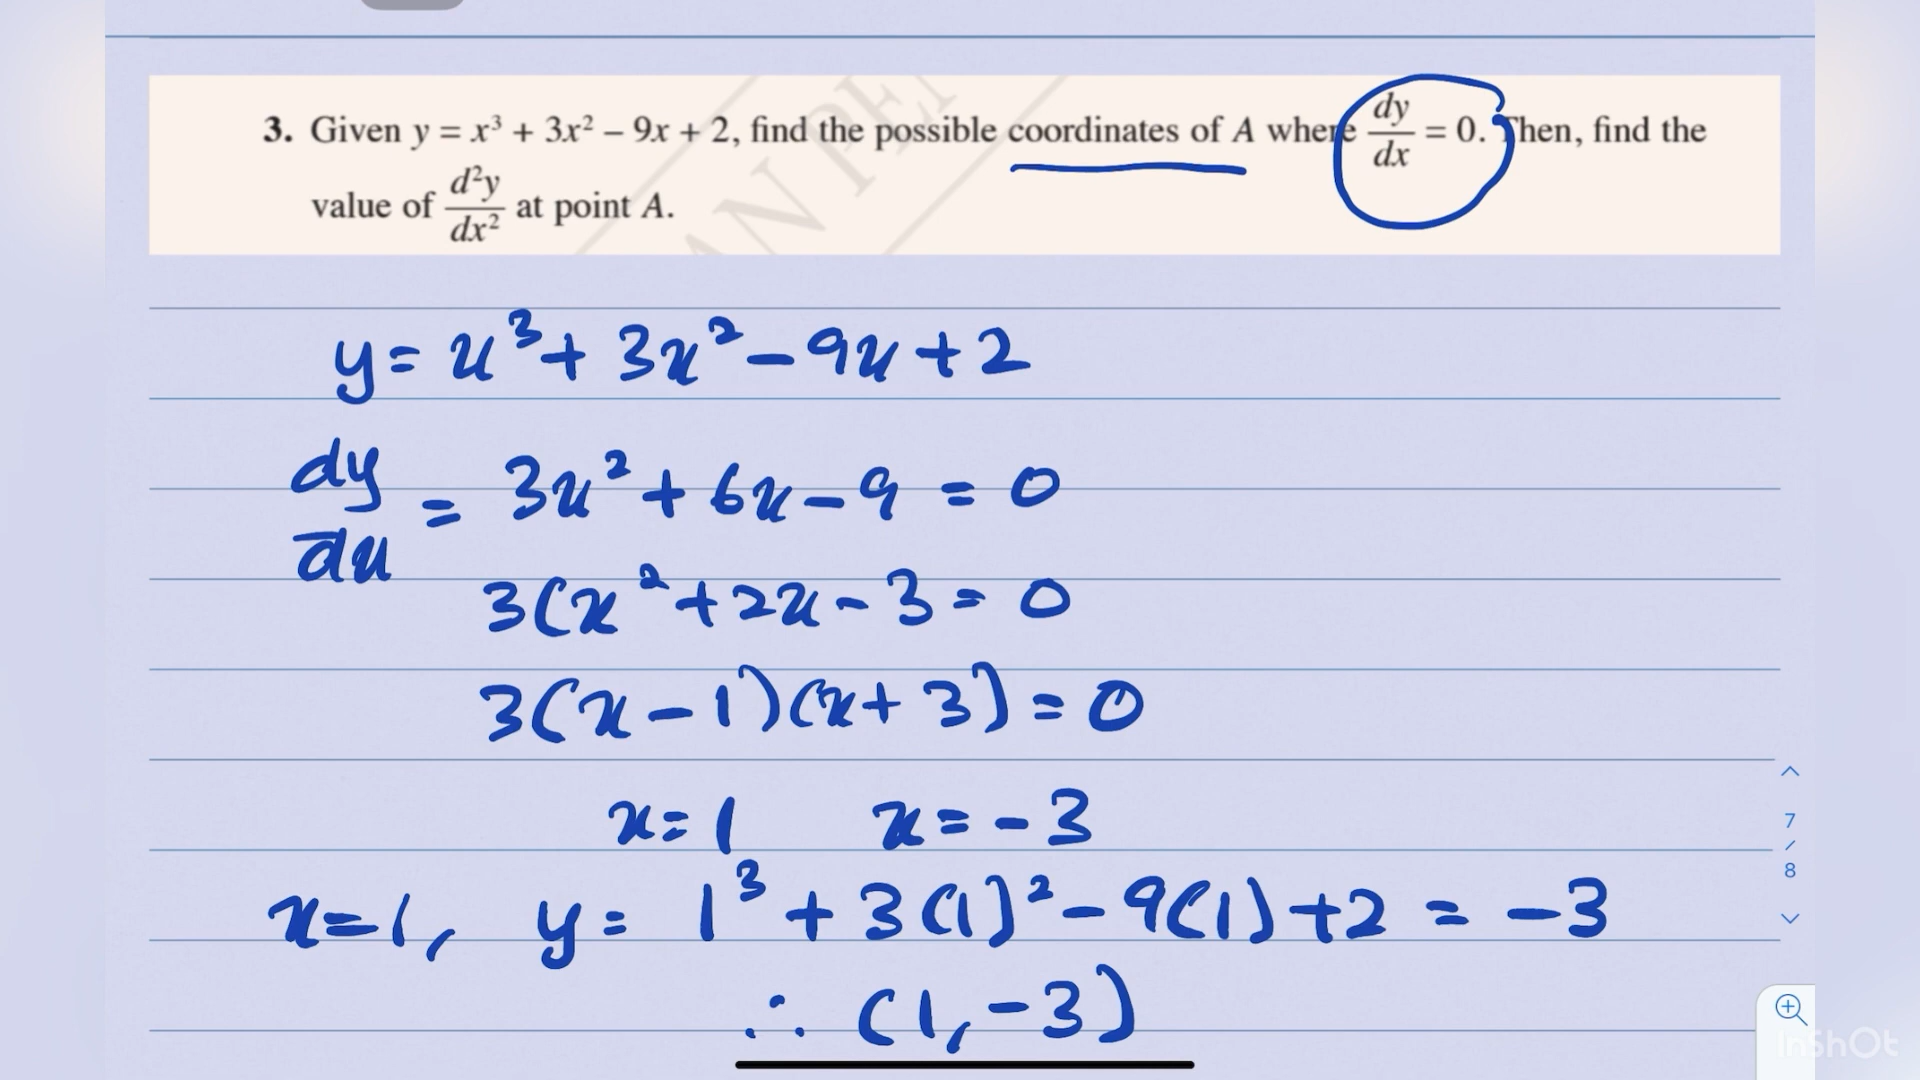 3. Given y = x³ + 3x² – 9x + 2, find the possible coordinates of A where dy/dx = 0. Then, find the
value of d²y/dx² at point A.
y = x³ + 3x² – 9x + 2
dy/dx = 3x² + 6x – 9 = 0
3(x² + 2x – 3 = 0
3(x – 1)(x + 3) = 0
x = 1 x = – 3
x = 1, y = 1³ + 3(1)² – 9(1) + 2 = –3
∴ (1, –3)
7
/
8
InShOt